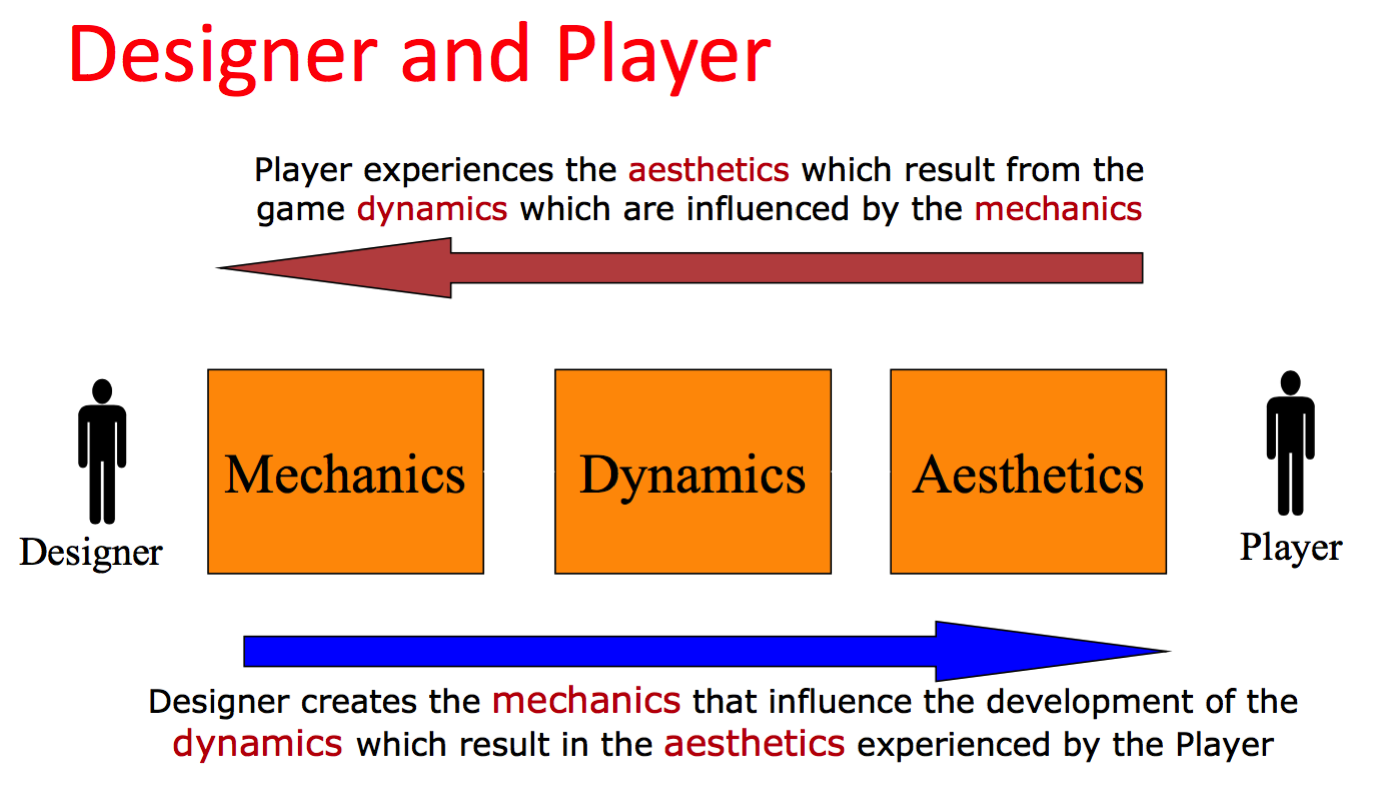 Designer and Player
Player experiences the aesthetics which result from the
game dynamics which are influenced by the mechanics
Mechanics
Dynamics
Aesthetics
Designer
Player
Designer creates the mechanics that influence the development of the
dynamics which result in the aesthetics experienced by the Player